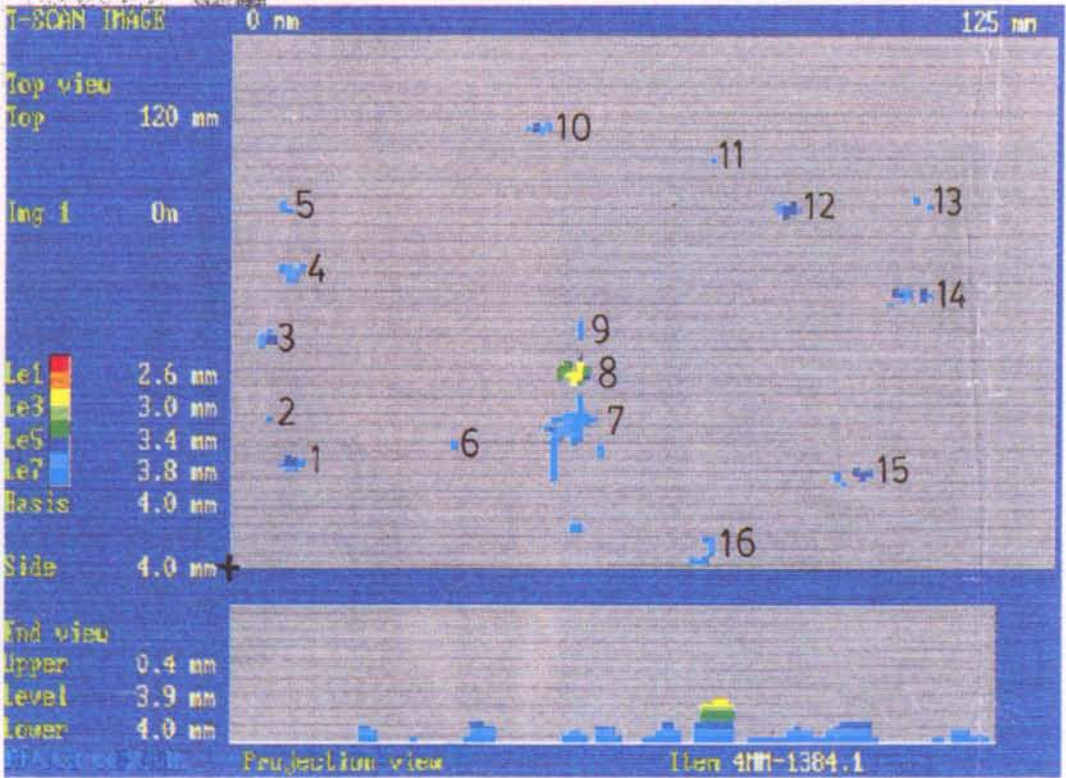 T-SCAN IMAGE 0 mm 125 mm
Top view
Top 120 mm
10
11
Img i On
5
12
13
4
14
3
9
8
Le1 2.6 mm
Le3 3.0 mm
2
7
Le5 3.4 mm
6
1
Le7 3.8 mm
15
Basis 4.0 mm
16
Side 4.0 mm
End view
Upper 0.4 mm
Level 3.9 mm
Lower 4.0 mm
Projection view Item 4MM-1384.1